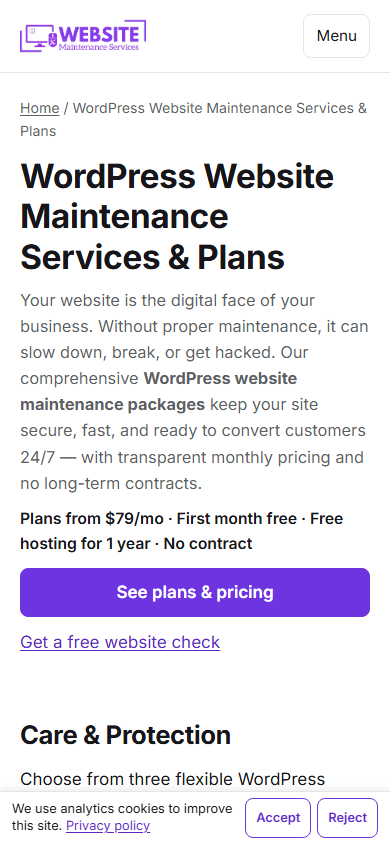 WEBSITE
Maintenance Services
Menu
Home / WordPress Website Maintenance Services &
Plans
WordPress Website
Maintenance
Services & Plans
Your website is the digital face of your
business. Without proper maintenance, it can
slow down, break, or get hacked. Our
comprehensive WordPress website
maintenance packages keep your site
secure, fast, and ready to convert customers
24/7 — with transparent monthly pricing and
no long-term contracts.
Plans from $79/mo · First month free · Free
hosting for 1 year · No contract
See plans & pricing
Get a free website check
Care & Protection
Choose from three flexible WordPress
We use analytics cookies to improve
this site. Privacy policy
Accept
Reject